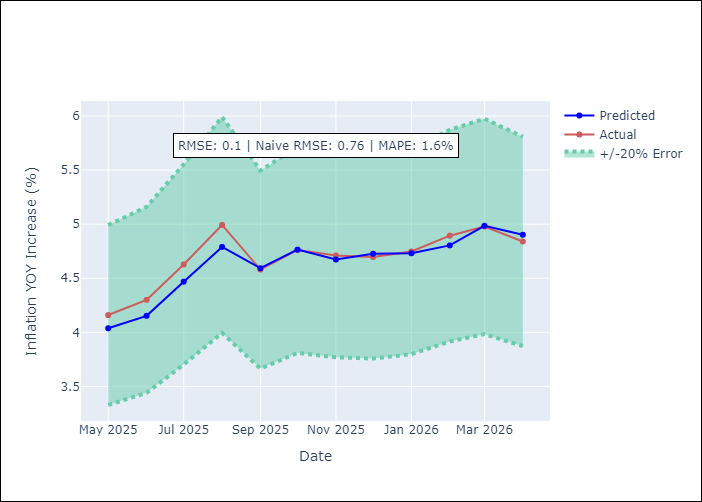 Predicted
Actual
+/-20% Error
RMSE: 0.1 | Naive RMSE: 0.76 | MAPE: 1.6%
6
5.5
5
4.5
4
3.5
Inflation YOY Increase (%)
May 2025
Jul 2025
Sep 2025
Nov 2025
Jan 2026
Mar 2026
Date